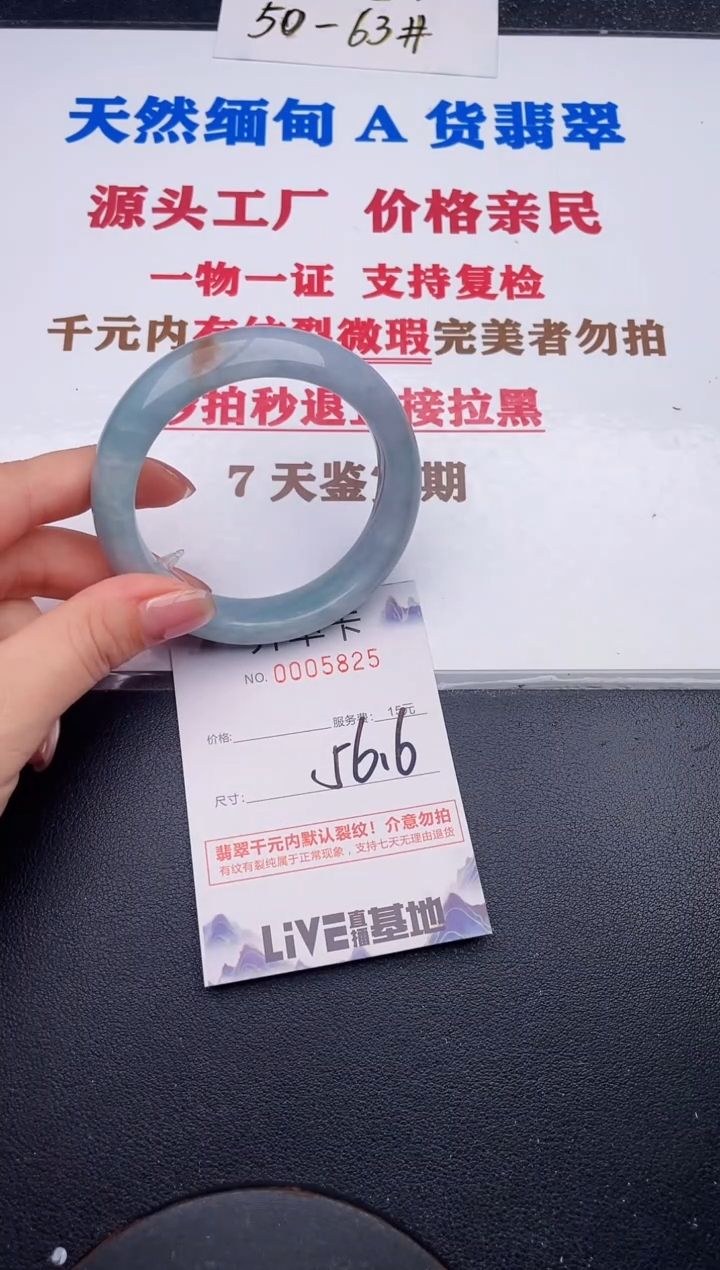 50-63#
天然缅甸A货翡翠
源头工厂 价格亲民
一物一证 支持复检
千元内有纹裂微瑕完美者勿拍
拍秒退 接拉黑
7天鉴 期
卡
NO. 0005825
价格: 服务费: 15元
尺寸: 56.6
翡翠千元内默认裂纹！介意勿拍
有纹有裂纯属于正常现象，支持七天无理由退货
LiVE直播基地